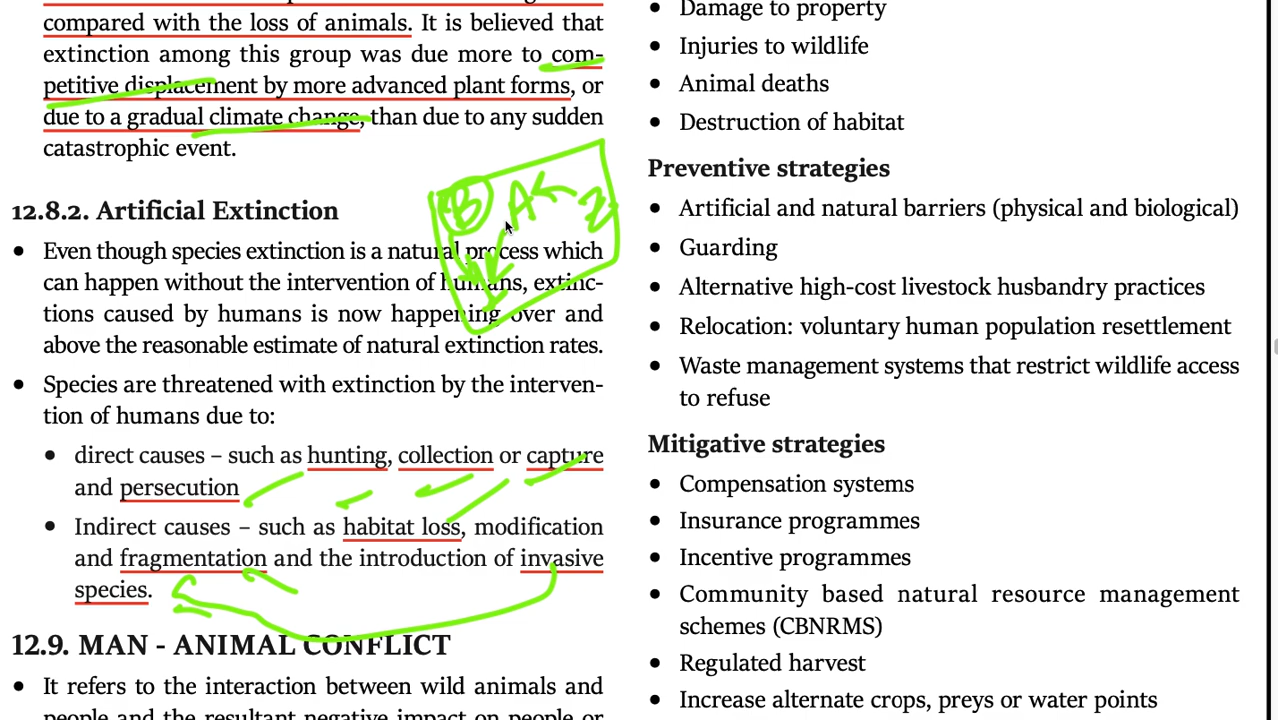 compared with the loss of animals. It is believed that
extinction among this group was due more to com-
petitive displacement by more advanced plant forms, or
due to a gradual climate change, than due to any sudden
catastrophic event.
12.8.2. Artificial Extinction
• Even though species extinction is a natural process which
can happen without the intervention of humans, extinc-
tions caused by humans is now happening over and
above the reasonable estimate of natural extinction rates.
• Species are threatened with extinction by the interven-
tion of humans due to:
• direct causes – such as hunting, collection or capture
and persecution
• Indirect causes – such as habitat loss, modification
and fragmentation and the introduction of invasive
species.
12.9. MAN - ANIMAL CONFLICT
• It refers to the interaction between wild animals and
people and the resultant negative impact on people or
B A
• Damage to property
• Injuries to wildlife
• Animal deaths
• Destruction of habitat
Preventive strategies
• Artificial and natural barriers (physical and biological)
• Guarding
• Alternative high-cost livestock husbandry practices
• Relocation: voluntary human population resettlement
• Waste management systems that restrict wildlife access
to refuse
Mitigative strategies
• Compensation systems
• Insurance programmes
• Incentive programmes
• Community based natural resource management
schemes (CBNRMS)
• Regulated harvest
• Increase alternate crops, preys or water points